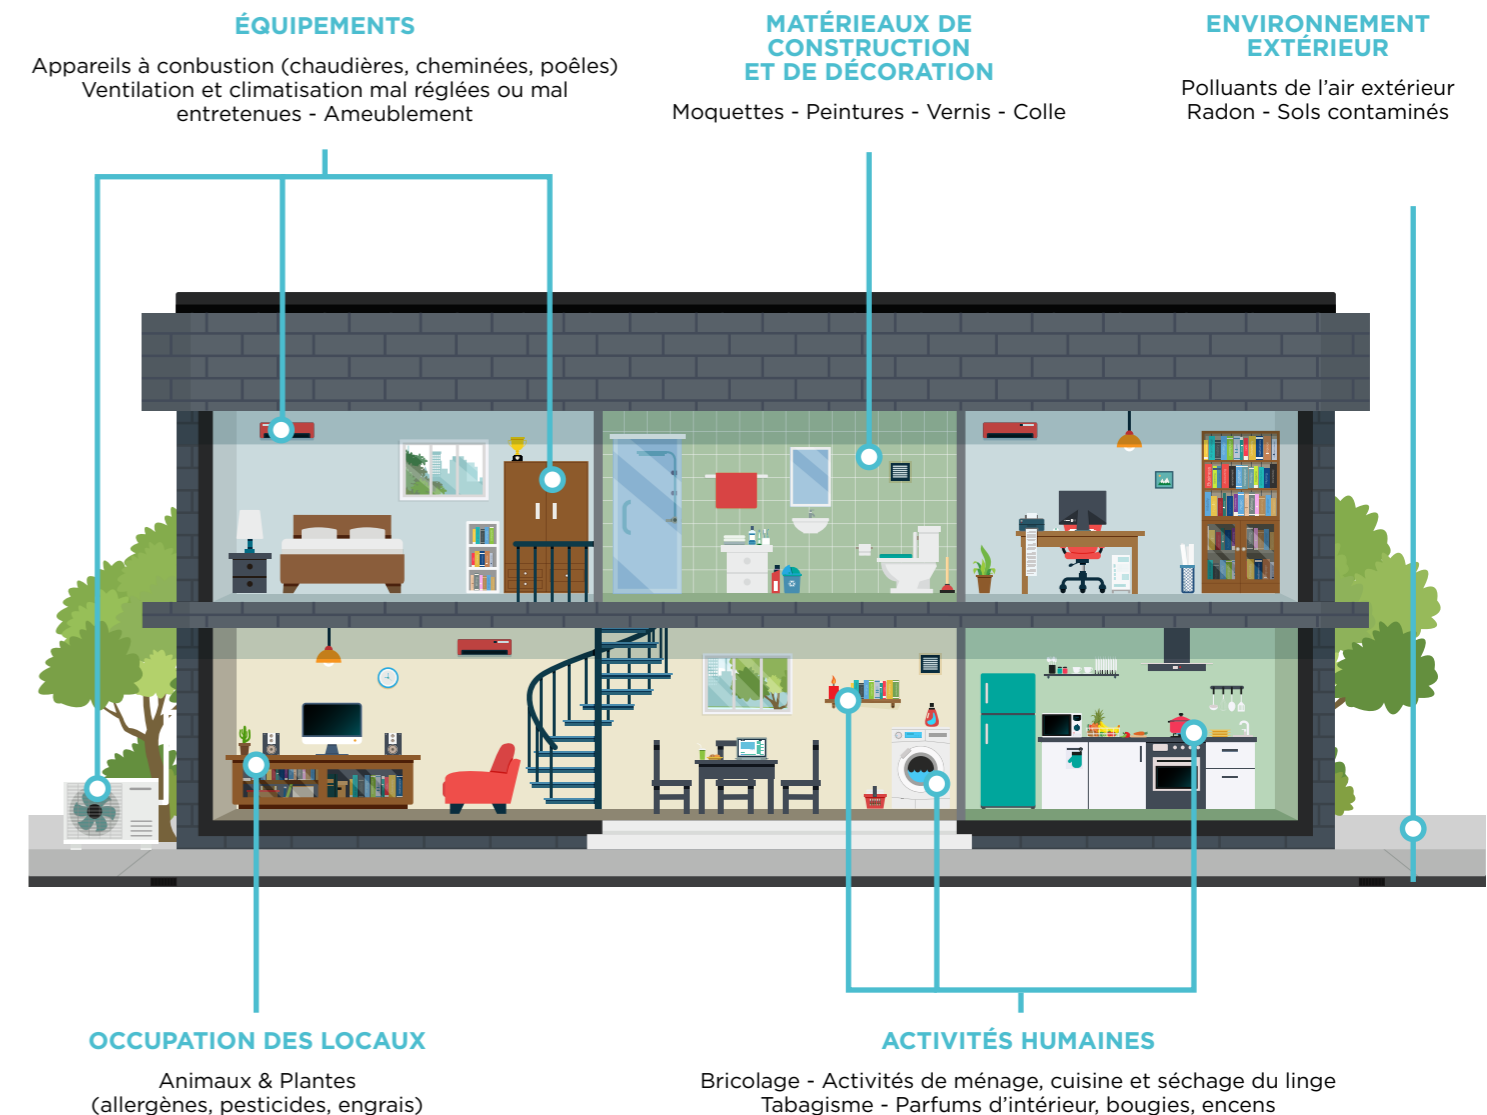 ÉQUIPEMENTS
Appareils à conbustion (chaudières, cheminées, poêles)
Ventilation et climatisation mal réglées ou mal
entretenues - Ameublement
MATÉRIEAUX DE
CONSTRUCTION
ET DE DÉCORATION
Moquettes - Peintures - Vernis - Colle
ENVIRONNEMENT
EXTÉRIEUR
Polluants de l’air extérieur
Radon - Sols contaminés
OCCUPATION DES LOCAUX
Animaux & Plantes
(allergènes, pesticides, engrais)
ACTIVITÉS HUMAINES
Bricolage - Activités de ménage, cuisine et séchage du linge
Tabagisme - Parfums d’intérieur, bougies, encens